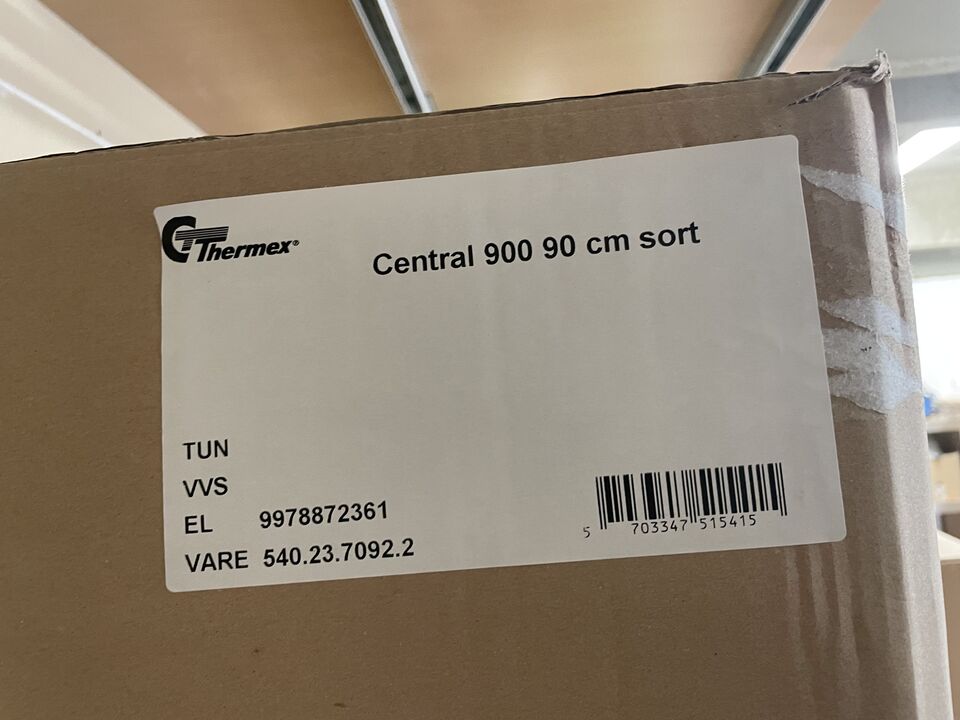 Thermex®
Central 900 90 cm sort
TUN
VVS
EL 9978872361
VARE 540.23.7092.2
5 703347 515415